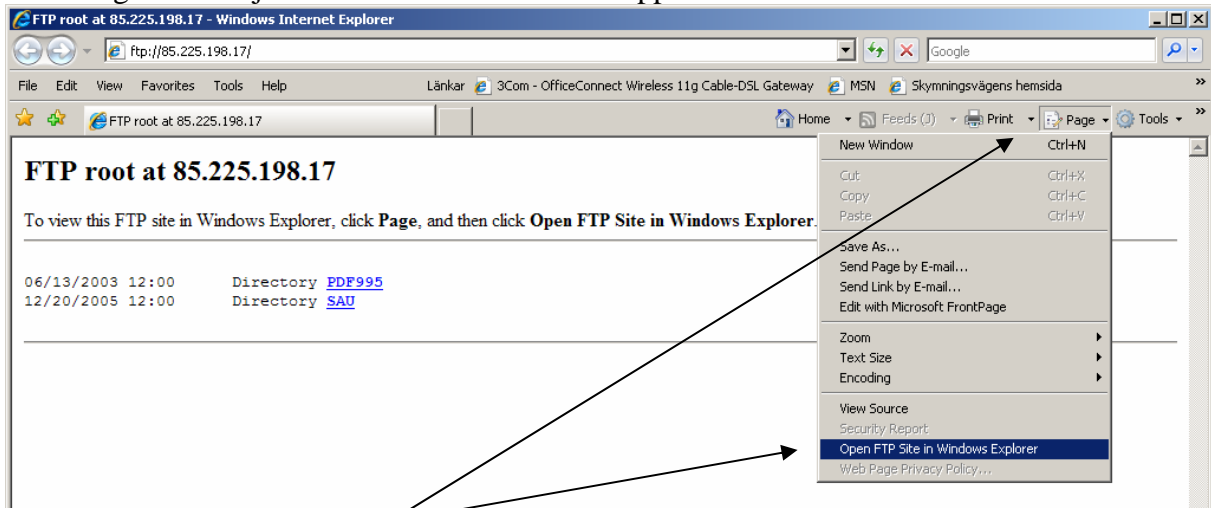 FTP root at 85.225.198.17 - Windows Internet Explorer
ftp://85.225.198.17/ Google
File Edit View Favorites Tools Help Länkar 3Com - OfficeConnect Wireless 11g Cable-DSL Gateway MSN Skymningsvägens hemsida »
FTP root at 85.225.198.17 Home Feeds (J) Print Page Tools »
FTP root at 85.225.198.17
To view this FTP site in Windows Explorer, click Page, and then click Open FTP Site in Windows Explorer.
06/13/2003 12:00 Directory PDF995
12/20/2005 12:00 Directory SAU
New Window Ctrl+N
Cut Ctrl+X
Copy Ctrl+C
Paste Ctrl+V
Save As...
Send Page by E-mail...
Send Link by E-mail...
Edit with Microsoft FrontPage
Zoom
Text Size
Encoding
View Source
Security Report
Open FTP Site in Windows Explorer
Web Page Privacy Policy...